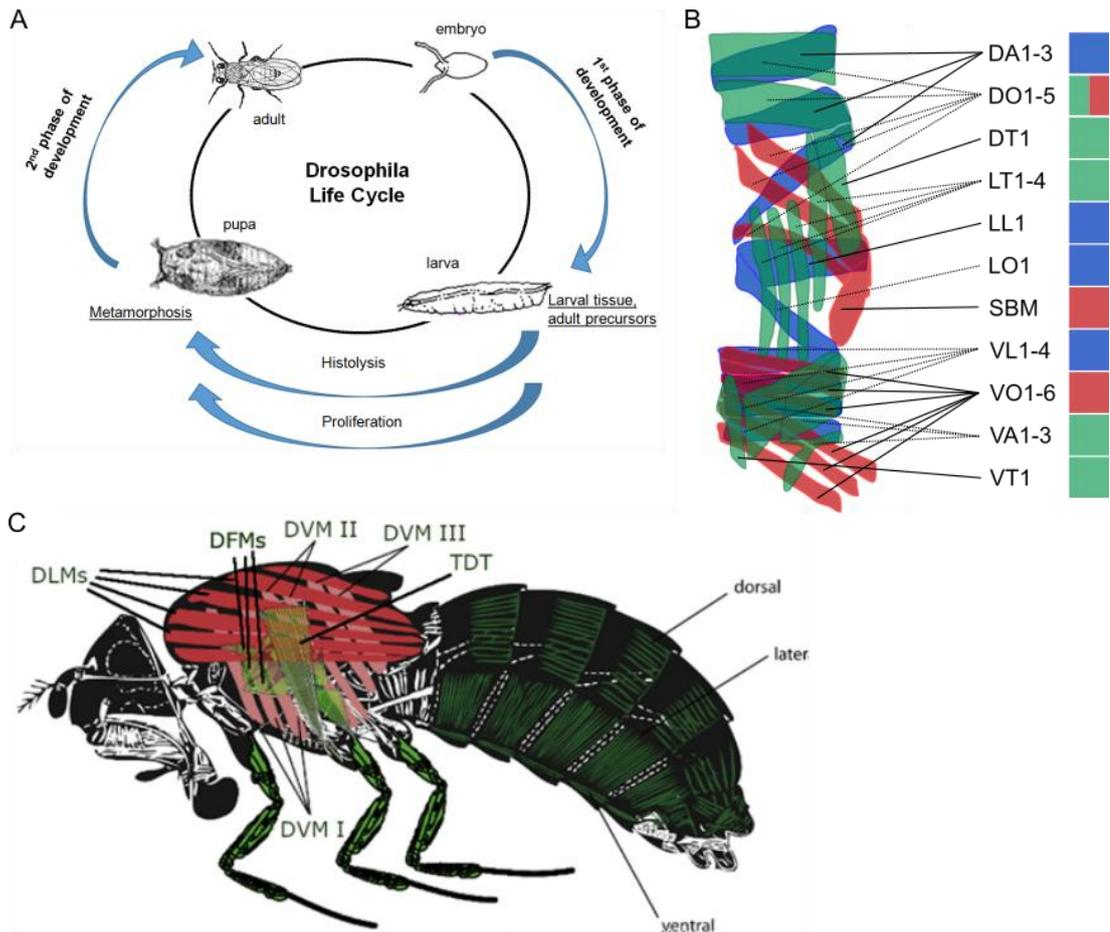 A
embryo
adult
2nd phase of
development
1st phase of
development
Drosophila
Life Cycle
pupa
larva
Metamorphosis
Larval tissue,
adult precursors
Histolysis
Proliferation
B
DA1-3
DO1-5
DT1
LT1-4
LL1
LO1
SBM
VL1-4
VO1-6
VA1-3
VT1
C
DLMs
DFMs
DVM II
DVM III
TDT
DVM I
dorsal
later
ventral